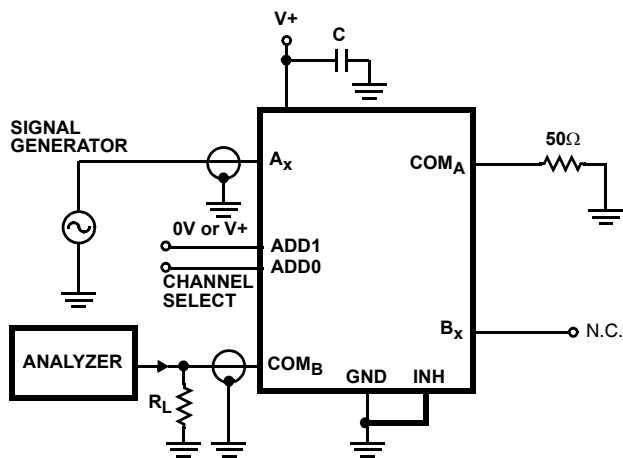 V+
C
SIGNAL
GENERATOR
Ax
COMA
50Ω
0V or V+
ADD1
ADD0
CHANNEL
SELECT
Bx
N.C.
ANALYZER
COMB
GND
INH
RL